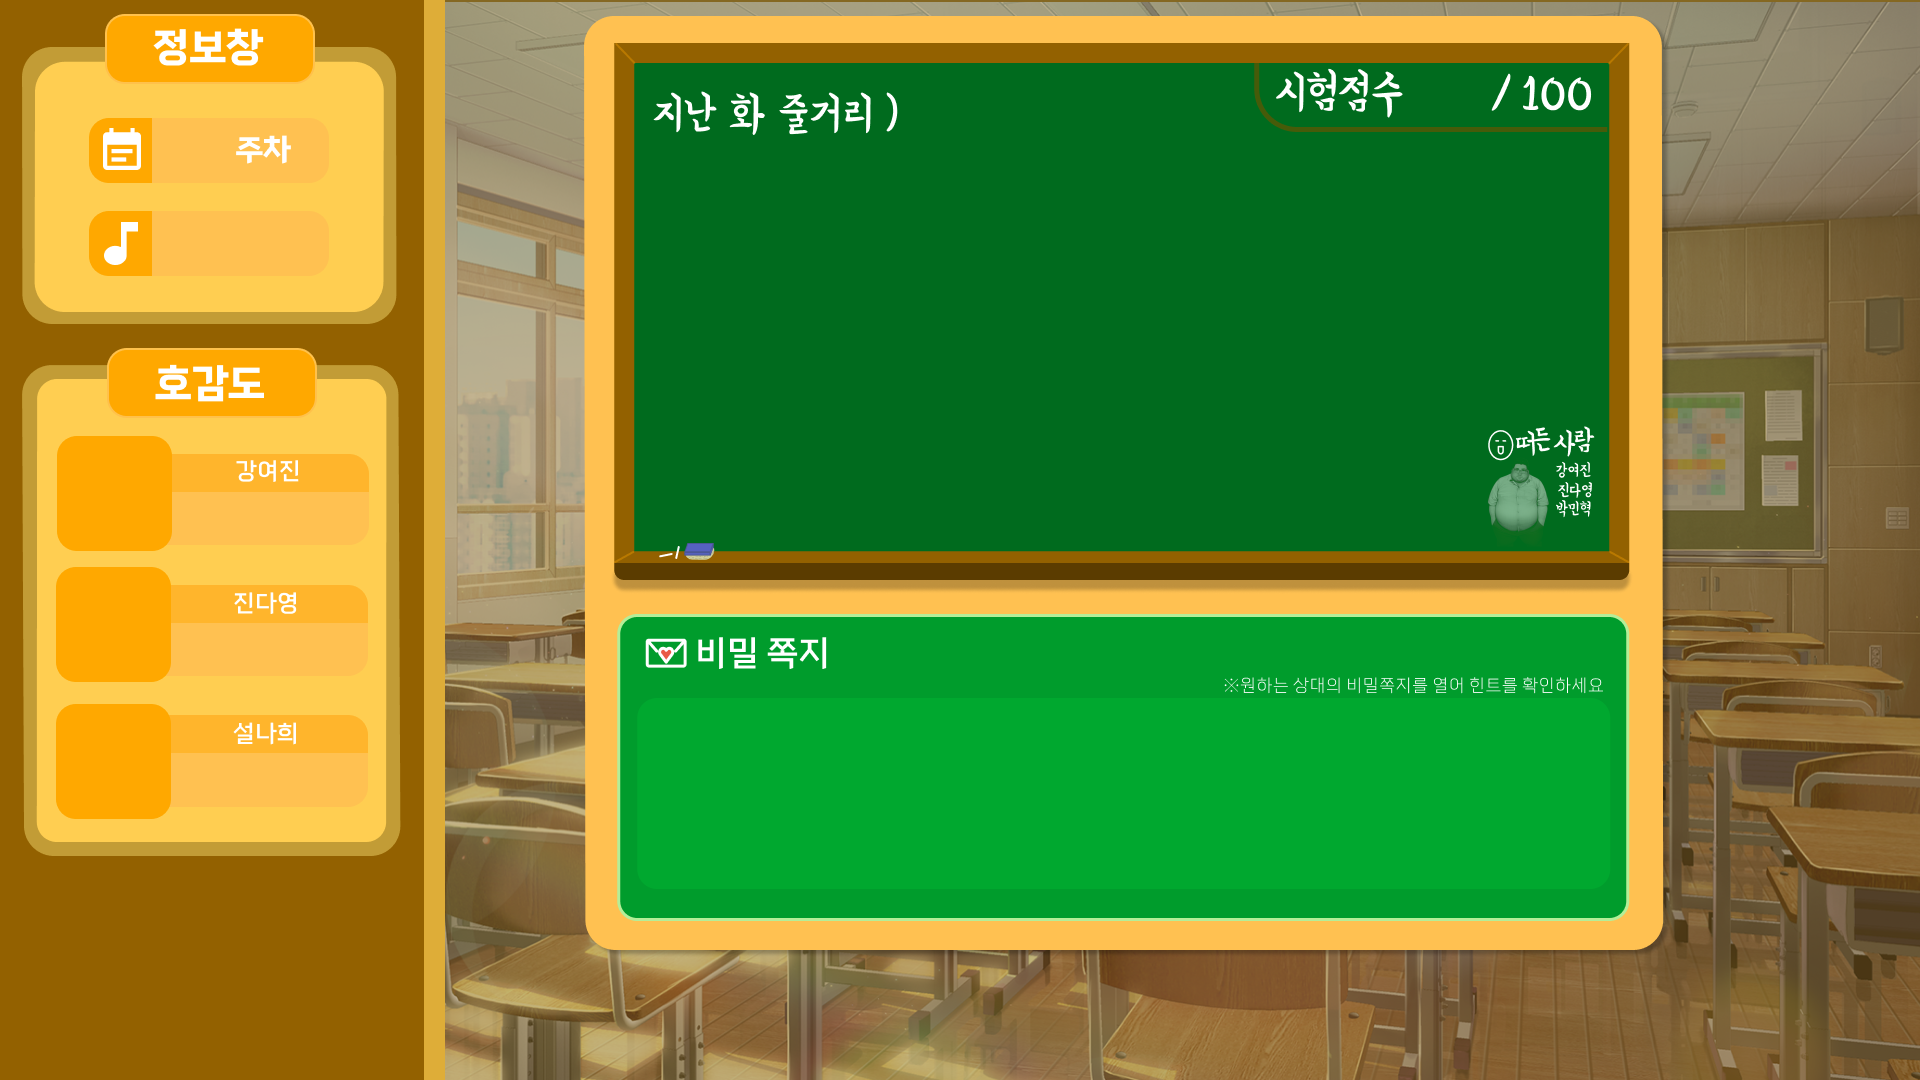 정보창
주차
호감도
강여진
진다영
설나희
지난 화 줄거리 )
시험점수 / 100
떠든 사람
강여진
진다영
박민혁
비밀 쪽지
※원하는 상대의 비밀쪽지를 열어 힌트를 확인하세요